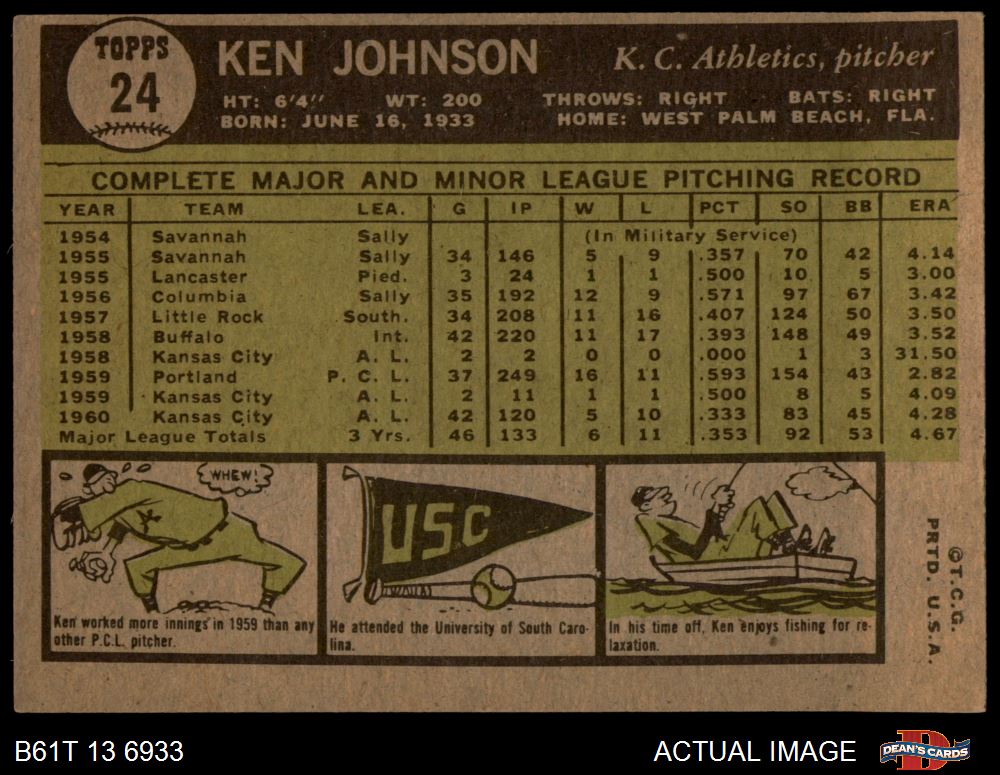 TOPPS
24
KEN JOHNSON K. C. Athletics, pitcher
HT: 6'4" WT: 200 THROWS: RIGHT BATS: RIGHT
BORN: JUNE 16, 1933 HOME: WEST PALM BEACH, FLA.
COMPLETE MAJOR AND MINOR LEAGUE PITCHING RECORD
YEAR TEAM LEA. G IP W L PCT SO BB ERA
1954 Savannah Sally (In Military Service)
1955 Savannah Sally 34 146 5 9 .357 70 42 4.14
1955 Lancaster Pied. 3 24 1 1 .500 10 5 3.00
1956 Columbia Sally 35 192 12 9 .571 97 67 3.42
1957 Little Rock South. 34 208 11 16 .407 124 50 3.50
1958 Buffalo Int. 42 220 11 17 .393 148 49 3.52
1958 Kansas City A. L. 2 2 0 0 .000 1 3 31.50
1959 Portland P. C. L. 37 249 16 11 .593 154 43 2.82
1959 Kansas City A. L. 2 11 1 1 .500 8 5 4.09
1960 Kansas City A. L. 42 120 5 10 .333 83 45 4.28
Major League Totals 3 Yrs. 46 133 6 11 .353 92 53 4.67
WHEW!
Ken worked more innings in 1959 than any
other P.C.L. pitcher.
USC
He attended the University of South Caro-
lina.
In his time off, Ken enjoys fishing for re-
laxation.
©T.C.G.
PRTD. U.S.A.
B61T 13 6933
ACTUAL IMAGE
DEAN'S CARDS